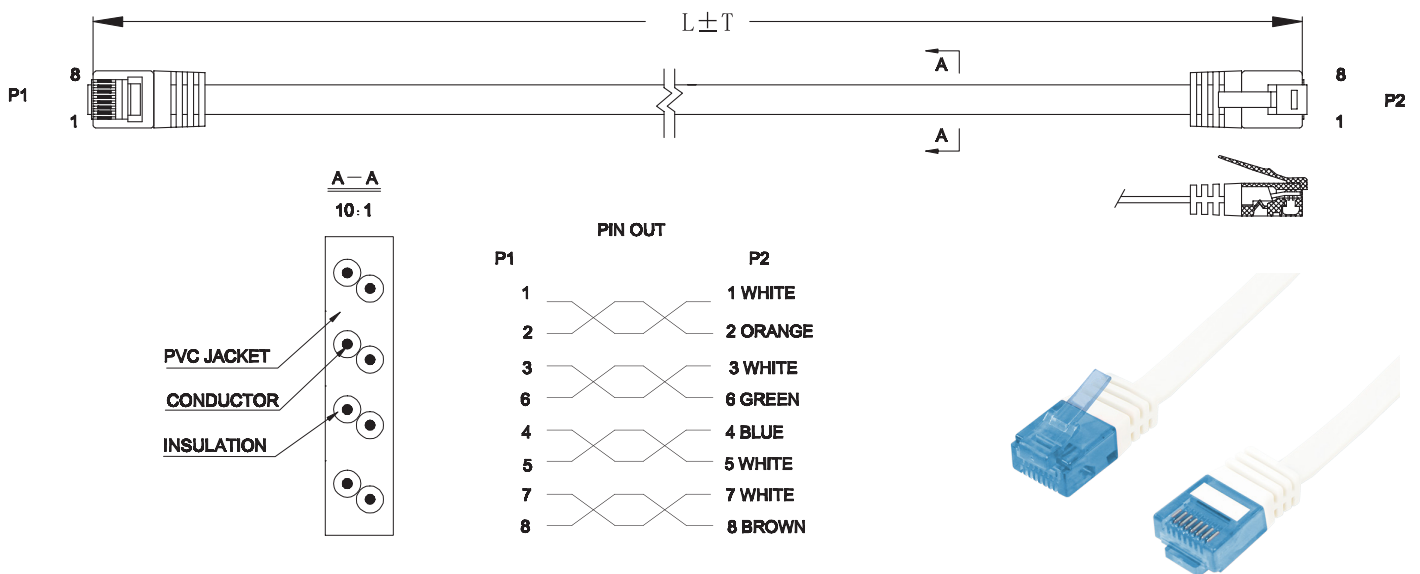 L±T
8
A
8
P1
P2
1
A
1
A—A
10:1
PVC JACKET
CONDUCTOR
INSULATION
PIN OUT
P1 P2
1 1 WHITE
2 2 ORANGE
3 3 WHITE
6 6 GREEN
4 4 BLUE
5 5 WHITE
7 7 WHITE
8 8 BROWN